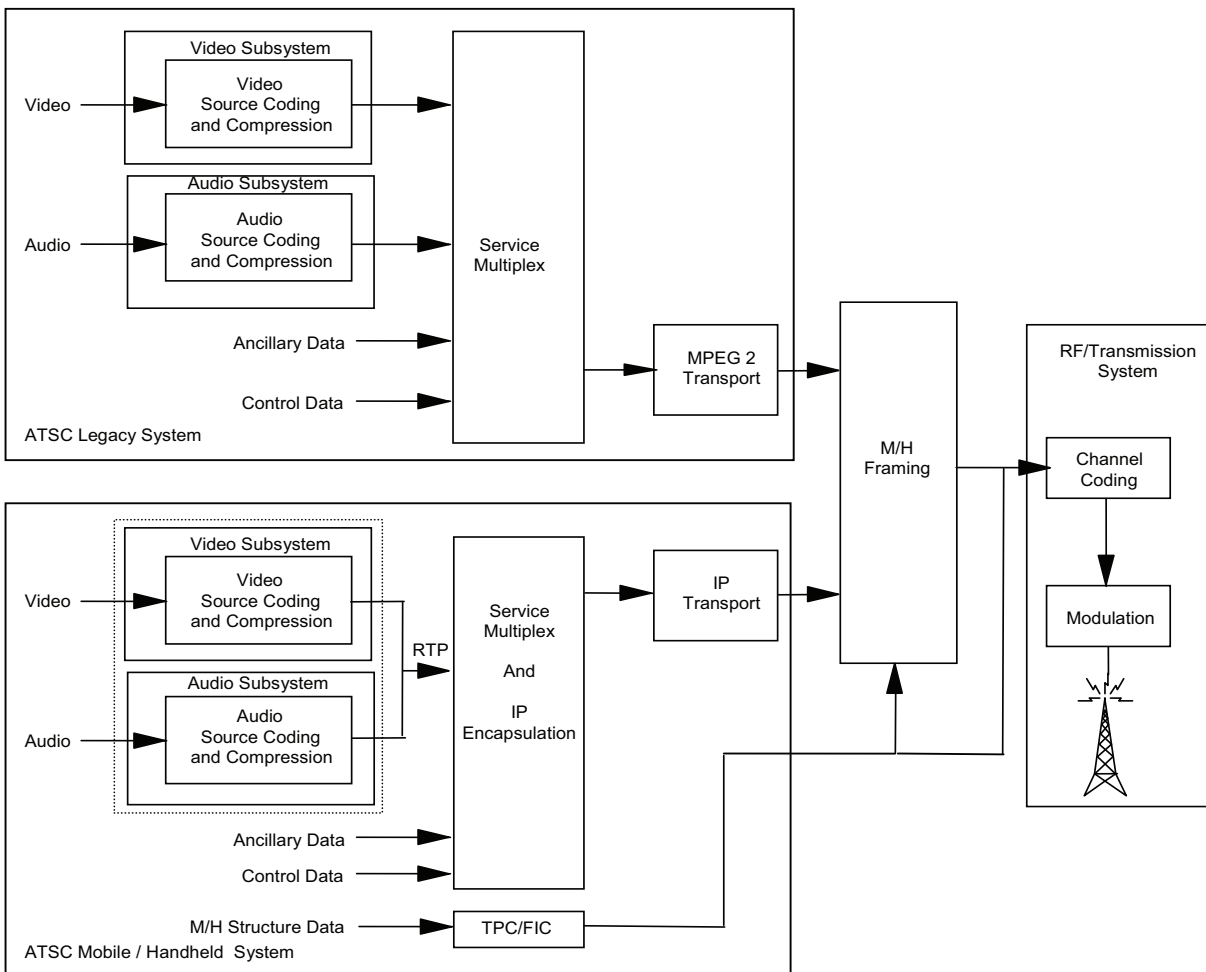 Video Subsystem
Video
Video
Source Coding
and Compression
Audio Subsystem
Audio
Audio
Source Coding
and Compression
Service
Multiplex
Ancillary Data
Control Data
MPEG 2
Transport
ATSC Legacy System
M/H
Framing
RF/Transmission
System
Channel
Coding
Modulation
Video Subsystem
Video
Video
Source Coding
and Compression
RTP
Audio Subsystem
Audio
Audio
Source Coding
and Compression
Service
Multiplex
And
IP
Encapsulation
IP
Transport
Ancillary Data
Control Data
M/H Structure Data
TPC/FIC
ATSC Mobile / Handheld System